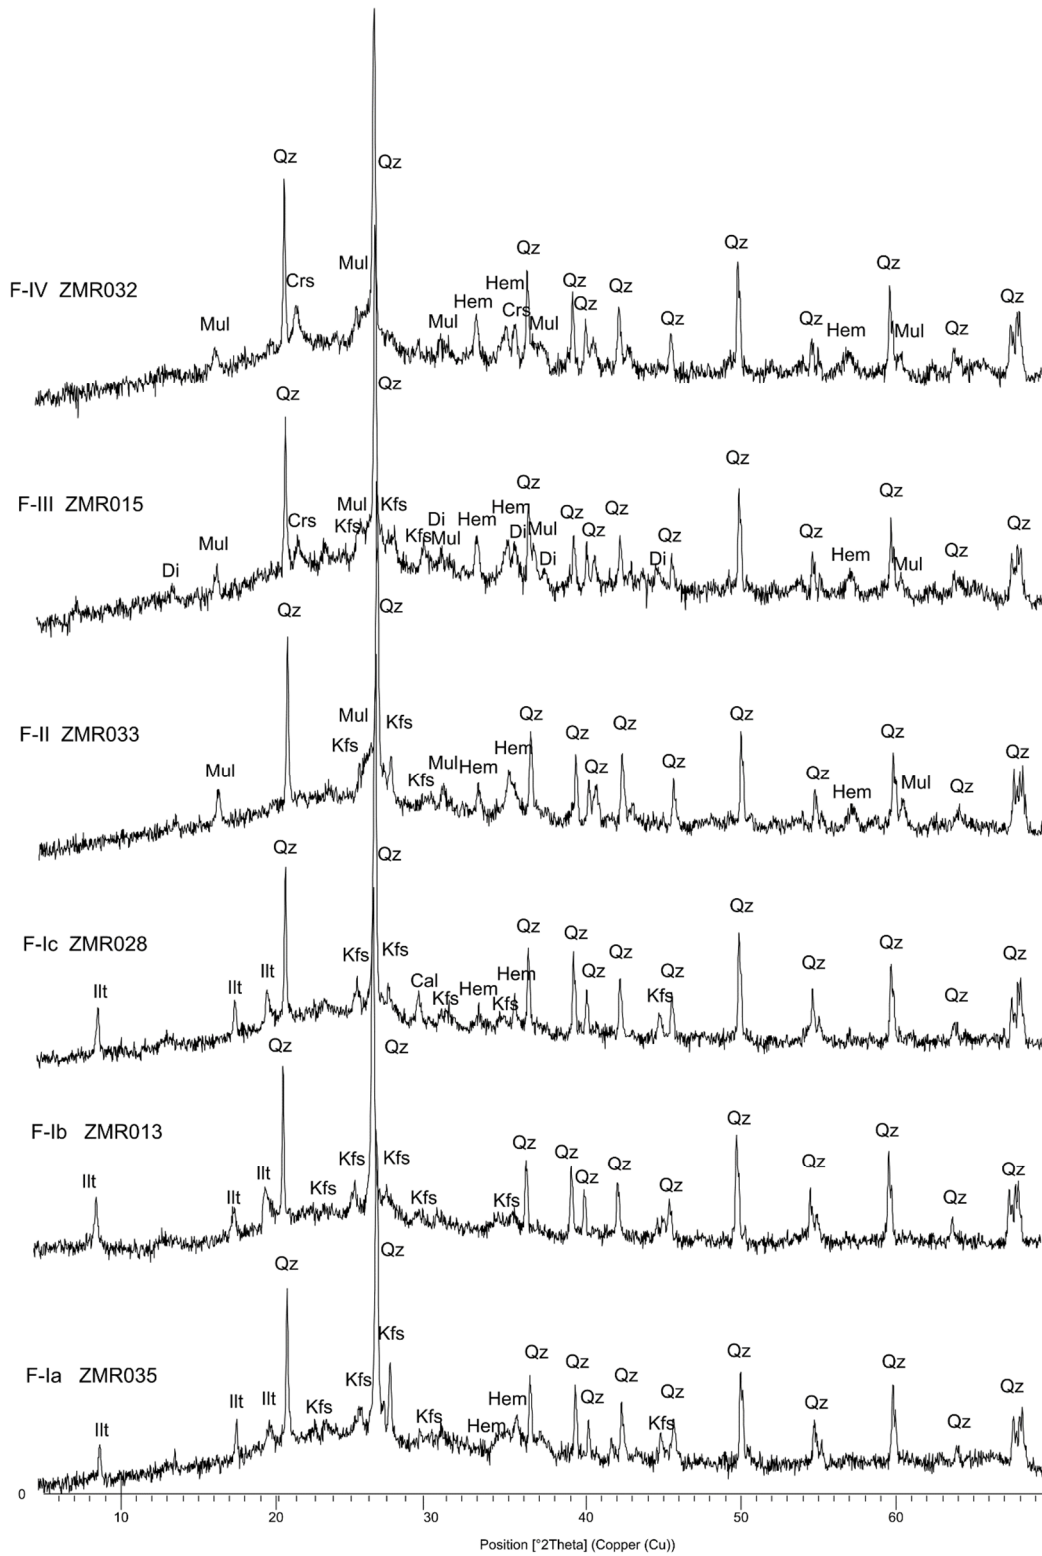 Qz
Qz
Qz
Qz
Crs
Mul
Hem
Hem
Qz
Qz
Qz
Qz
Qz
F-IV ZMR032
Mul
Mul
Crs
Mul
Qz
Qz
Hem
Mul
Qz
Qz
Qz
Qz
Qz
Qz
F-III ZMR015
Mul
Kfs
Hem
Hem
Qz
Qz
Qz
Qz
Qz
Crs
Kfs
Kfs
Di
Mul
Di
Mul
Qz
Di
Hem
Mul
Qz
Di
Mul
Di
Qz
Qz
Qz
Qz
Qz
Qz
F-II ZMR033
Mul
Kfs
Hem
Qz
Qz
Mul
Kfs
Kfs
Mul
Hem
Qz
Hem
Mul
Qz
Qz
Qz
Qz
Qz
Qz
Qz
F-Ic ZMR028
Ilt
Ilt
Ilt
Kfs
Kfs
Cal
Kfs
Hem
Hem
Kfs
Qz
Qz
Kfs
Qz
Qz
Qz
Qz
Qz
Qz
Qz
Qz
F-Ib ZMR013
Ilt
Ilt
Ilt
Kfs
Kfs
Kfs
Kfs
Kfs
Qz
Qz
Qz
Qz
Qz
Qz
Qz
Qz
Qz
Qz
Qz
F-Ia ZMR035
Ilt
Ilt
Ilt
Kfs
Kfs
Kfs
Kfs
Hem
Hem
Qz
Kfs
Qz
Qz
Qz
0
10
20
30
40
50
60
Position [°2Theta] (Copper (Cu))